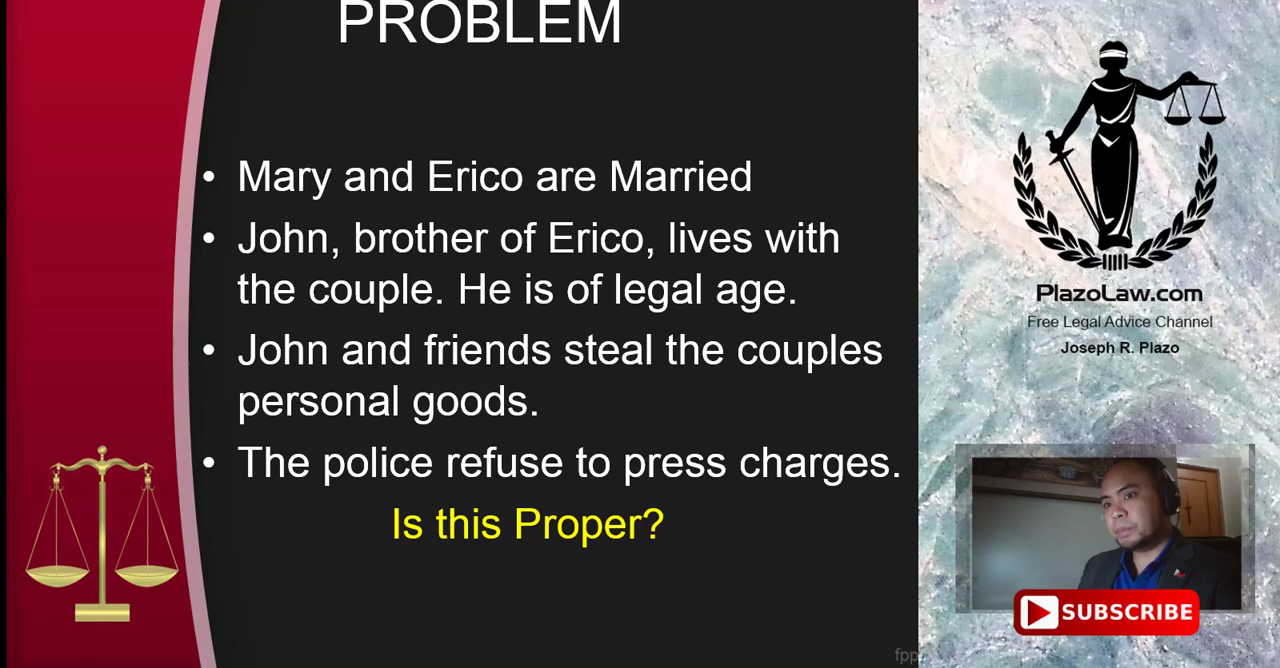 PROBLEM
• Mary and Erico are Married
• John, brother of Erico, lives with
the couple. He is of legal age.
• John and friends steal the couples
personal goods.
• The police refuse to press charges.
Is this Proper?
PlazoLaw.com
Free Legal Advice Channel
Joseph R. Plazo
SUBSCRIBE